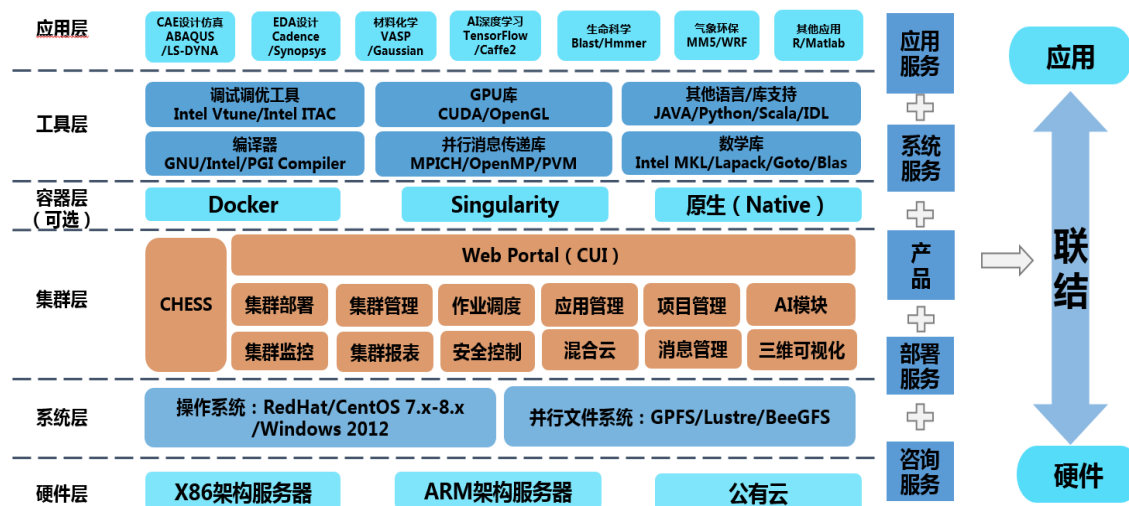 应用层
CAE设计仿真
ABAQUS
/LS-DYNA
EDA设计
Cadence
/Synopsys
材料化学
VASP
/Gaussian
AI深度学习
TensorFlow
/Caffe2
生命科学
Blast/Hmmer
气象环保
MM5/WRF
其他应用
R/Matlab
工具层
调试调优工具
Intel Vtune/Intel ITAC
GPU库
CUDA/OpenGL
其他语言/库支持
JAVA/Python/Scala/IDL
编译器
GNU/Intel/PGI Compiler
并行消息传递库
MPICH/OpenMP/PVM
数学库
Intel MKL/Lapack/Goto/Blas
容器层
（可选）
Docker
Singularity
原生（Native）
集群层
CHESS
Web Portal（CUI）
集群部署
集群管理
作业调度
应用管理
项目管理
AI模块
集群监控
集群报表
安全控制
混合云
消息管理
三维可视化
系统层
操作系统：RedHat/CentOS 7.x-8.x
/Windows 2012
并行文件系统：GPFS/Lustre/BeeGFS
硬件层
X86架构服务器
ARM架构服务器
公有云
应用
服务
系统
服务
产
品
部署
服务
咨询
服务
应用
联
结
硬件